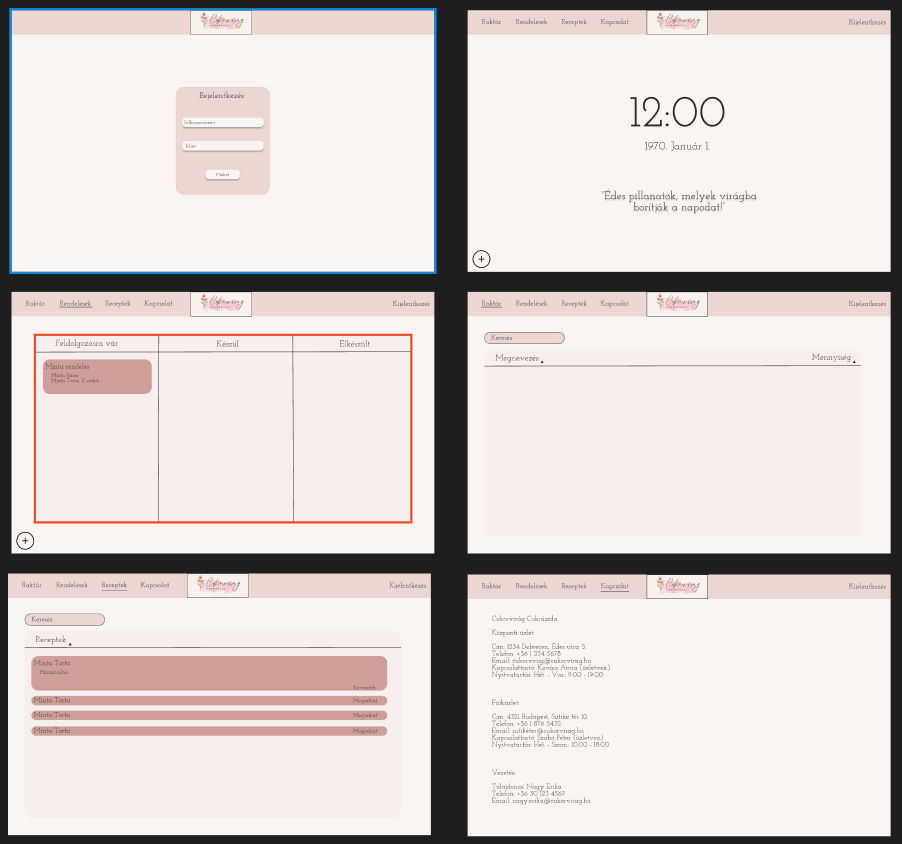 Cukorvirág
Bejelentkezés
Felhasználónév
Jelszó
Mehet
Raktár Rendelések Receptek Kapcsolat Cukorvirág Kijelentkezés
12:00
1970. Január 1.
"Édes pillanatok, melyek virágba
borítják a napodat!"
+
Raktár Rendelések Receptek Kapcsolat Cukorvirág Kijelentkezés
Feldolgozásra vár Készül Elkészült
Minta rendelés
Minta János
Minta Torta, 2 szelet...
+
Raktár Rendelések Receptek Kapcsolat Cukorvirág Kijelentkezés
Keresés
Megnevezés Mennyiség
Raktár Rendelések Receptek Kapcsolat Cukorvirág Kijelentkezés
Keresés
Receptek
Minta Torta
Hozzávalók:
Kevesebb
Minta Torta Megtekint
Minta Torta Megtekint
Minta Torta Megtekint
Raktár Rendelések Receptek Kapcsolat Cukorvirág Kijelentkezés
Cukorvirág Cukrászda
Központi üzlet:
Cím: 1234 Debrecen, Édes utca 5.
Telefon: +36 1 234 5678
Email: cukorvirag@cukorvirag.hu
Kapcsolattartó: Kovács Anna (üzletvez.)
Nyitvatartás: Hét. - Vas.: 9:00 - 19:00
Fióküzlet:
Cím: 4321 Budapest, Sütike tér 10.
Telefon: +36 1 876 5432
Email: sutiketer@cukorvirag.hu
Kapcsolattartó: Szabó Péter (üzletvez.)
Nyitvatartás: Hét. - Szom.: 10:00 - 18:00
Vezetés:
Tulajdonos: Nagy Erika
Telefon: +36 30 123 4567
Email: nagy.erika@cukorvirag.hu